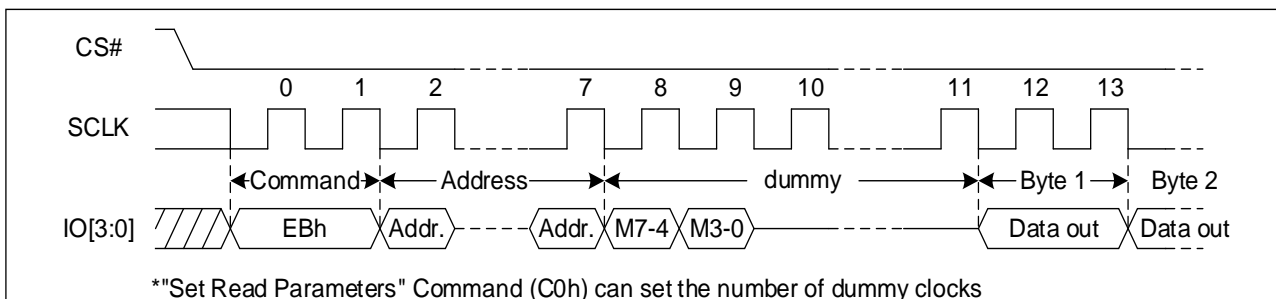 CS#
0 1 2 7 8 9 10 11 12 13
SCLK
Command Address dummy Byte 1 Byte 2
IO[3:0] EBh Addr. Addr. M7-4 M3-0 Data out Data out
*"Set Read Parameters" Command (C0h) can set the number of dummy clocks